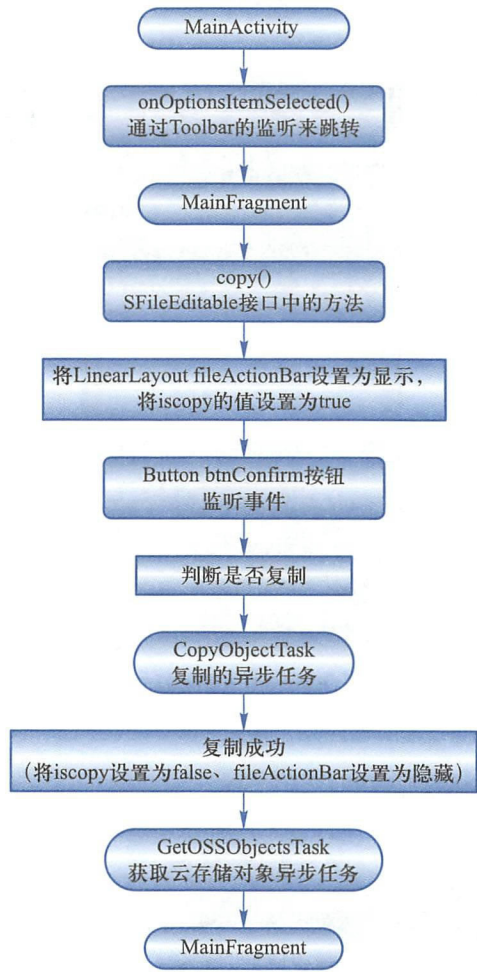 MainActivity
onOptionsItemSelected()
通过Toolbar的监听来跳转
MainFragment
copy()
SFileEditable接口中的方法
将LinearLayout fileActionBar设置为显示，
将iscopy的值设置为true
Button btnConfirm按钮
监听事件
判断是否复制
CopyObjectTask
复制的异步任务
复制成功
（将iscopy设置为false、fileActionBar设置为隐藏）
GetOSSObjectsTask
获取云存储对象异步任务
MainFragment